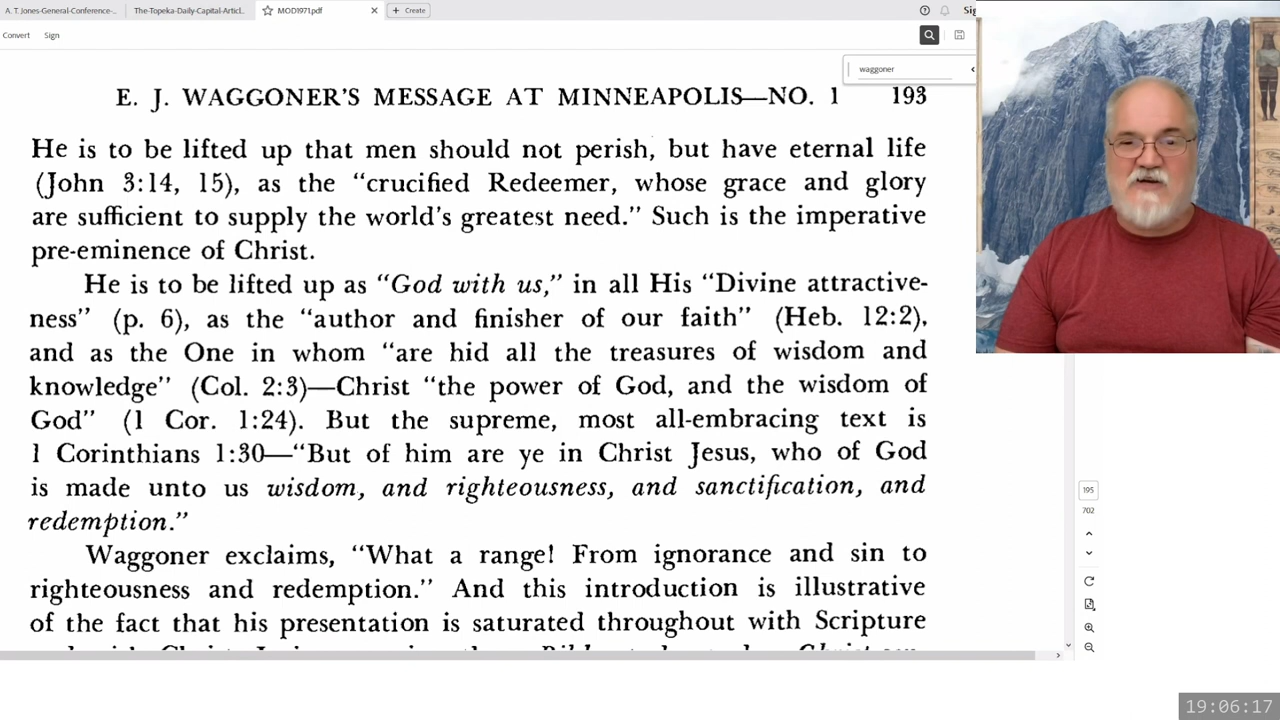 A. T. Jones-General-Conference-..
The-Topeka-Daily-Capital-Articl..
MOD1971.pdf
Create
Convert
Sign
waggoner
E. J. WAGGONER'S MESSAGE AT MINNEAPOLIS—NO. 1 193
He is to be lifted up that men should not perish, but have eternal life
(John 3:14, 15), as the “crucified Redeemer, whose grace and glory
are sufficient to supply the world's greatest need.” Such is the imperative
pre-eminence of Christ.
He is to be lifted up as “God with us,” in all His “Divine attractive-
ness” (p. 6), as the “author and finisher of our faith” (Heb. 12:2),
and as the One in whom “are hid all the treasures of wisdom and
knowledge” (Col. 2:3)—Christ “the power of God, and the wisdom of
God” (1 Cor. 1:24). But the supreme, most all-embracing text is
1 Corinthians 1:30—“But of him are ye in Christ Jesus, who of God
is made unto us wisdom, and righteousness, and sanctification, and
redemption.”
Waggoner exclaims, “What a range! From ignorance and sin to
righteousness and redemption.” And this introduction is illustrative
of the fact that his presentation is saturated throughout with Scripture
195
702
19:06:17